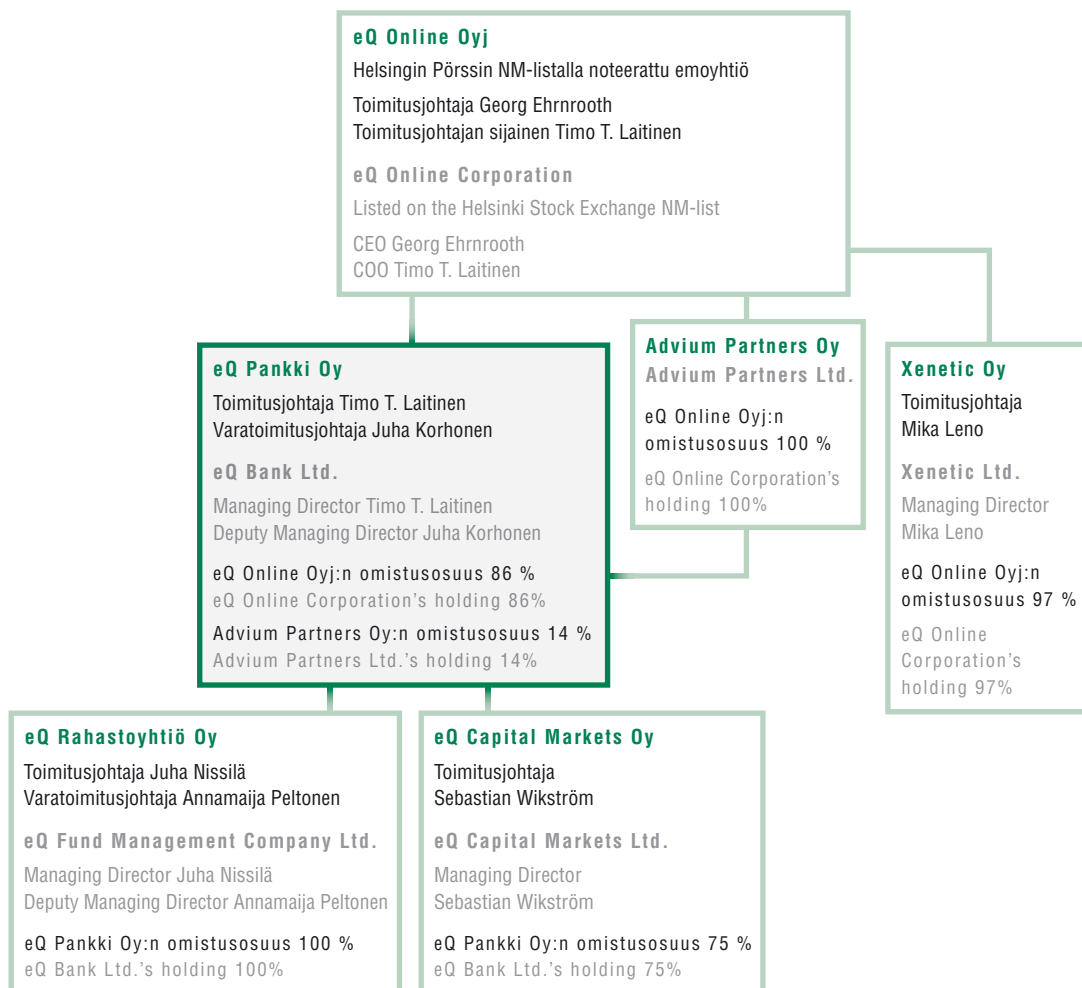 eQ Online Oyj
Helsingin Pörssin NM-listalla noteerattu emoyhtiö
Toimitusjohtaja Georg Ehrnrooth
Toimitusjohtajan sijainen Timo T. Laitinen
eQ Online Corporation
Listed on the Helsinki Stock Exchange NM-list
CEO Georg Ehrnrooth
COO Timo T. Laitinen
eQ Pankki Oy
Toimitusjohtaja Timo T. Laitinen
Varatoimitusjohtaja Juha Korhonen
eQ Bank Ltd.
Managing Director Timo T. Laitinen
Deputy Managing Director Juha Korhonen
eQ Online Oyj:n omistusosuus 86 %
eQ Online Corporation's holding 86%
Advium Partners Oy:n omistusosuus 14 %
Advium Partners Ltd.'s holding 14%
Advium Partners Oy
Advium Partners Ltd.
eQ Online Oyj:n
omistusosuus 100 %
eQ Online Corporation's
holding 100%
Xenetic Oy
Toimitusjohtaja
Mika Leno
Xenetic Ltd.
Managing Director
Mika Leno
eQ Online Oyj:n
omistusosuus 97 %
eQ Online
Corporation's
holding 97%
eQ Rahastoyhtiö Oy
Toimitusjohtaja Juha Nissilä
Varatoimitusjohtaja Annamaija Peltonen
eQ Fund Management Company Ltd.
Managing Director Juha Nissilä
Deputy Managing Director Annamaija Peltonen
eQ Pankki Oy:n omistusosuus 100 %
eQ Bank Ltd.'s holding 100%
eQ Capital Markets Oy
Toimitusjohtaja
Sebastian Wikström
eQ Capital Markets Ltd.
Managing Director
Sebastian Wikström
eQ Pankki Oy:n omistusosuus 75 %
eQ Bank Ltd.'s holding 75%